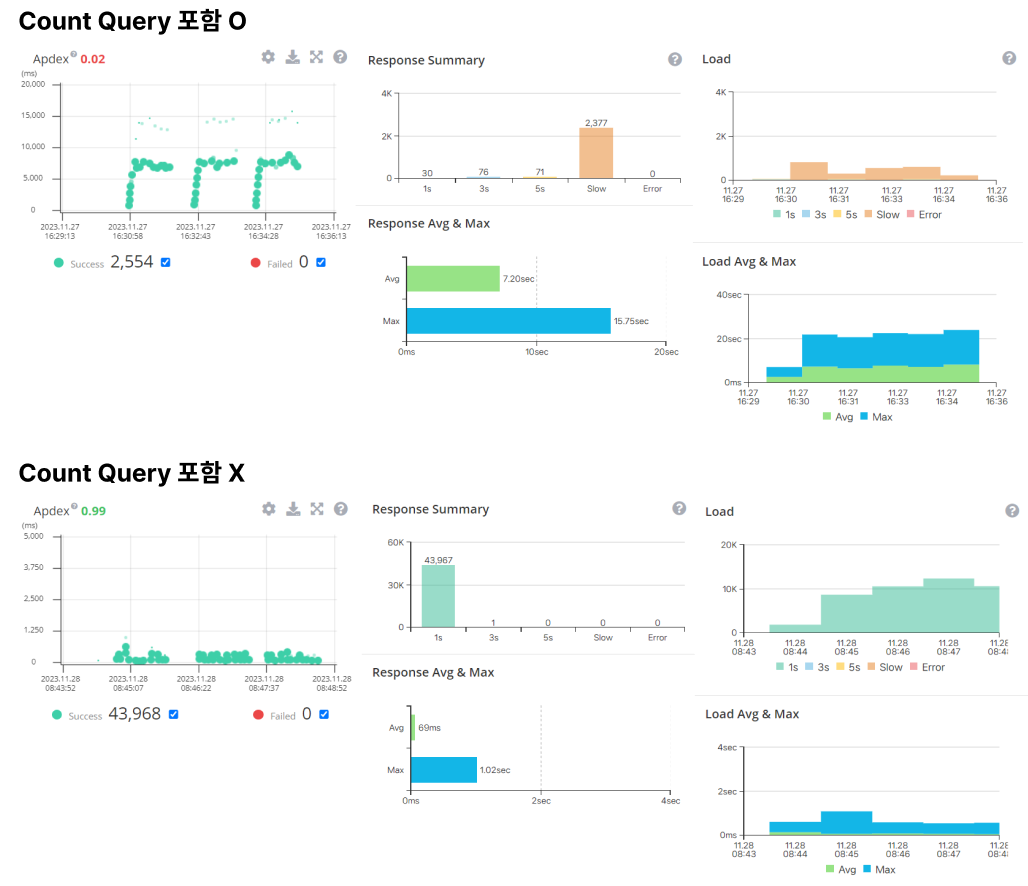 Count Query 포함 O
Apdex ? 0.02
(ms)
20,000
15,000
10,000
5,000
0
2023.11.27 2023.11.27 2023.11.27 2023.11.27 2023.11.27
16:29:13 16:30:58 16:32:43 16:34:28 16:36:13
Success 2,554 Failed 0
Response Summary ?
4K
2K
0
30 76 71 2,377 0
1s 3s 5s Slow Error
Response Avg & Max
Avg 7.20sec
Max 15.75sec
0ms 10sec 20sec
Load ?
4K
2K
0
11.27 11.27 11.27 11.27 11.27 11.27
16:29 16:30 16:31 16:33 16:34 16:36
1s 3s 5s Slow Error
Load Avg & Max
40sec
20sec
0ms
11.27 11.27 11.27 11.27 11.27 11.27
16:29 16:30 16:31 16:33 16:34 16:36
Avg Max
Count Query 포함 X
Apdex ? 0.99
(ms)
5,000
3,750
2,500
1,250
0
2023.11.28 2023.11.28 2023.11.28 2023.11.28 2023.11.28
08:43:52 08:45:07 08:46:22 08:47:37 08:48:52
Success 43,968 Failed 0
Response Summary ?
60K
30K
0
43,967 1 0 0 0
1s 3s 5s Slow Error
Response Avg & Max
Avg 69ms
Max 1.02sec
0ms 2sec 4sec
Load ?
20K
10K
0
11.28 11.28 11.28 11.28 11.28
08:43 08:44 08:45 08:46 08:47
1s 3s 5s Slow Error
Load Avg & Max
4sec
2sec
0ms
11.28 11.28 11.28 11.28 11.28
08:43 08:44 08:45 08:46 08:47
Avg Max